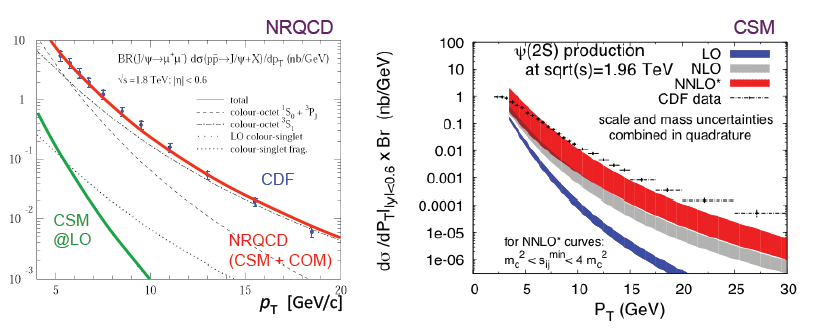 NRQCD
10
1
10⁻¹
10⁻²
10⁻³
BR(J/ψ→μ⁺μ⁻) dσ(pp̄→J/ψ+X)/dp_T (nb/GeV)
√s =1.8 TeV; |η| < 0.6
total
colour-octet ¹S₀ + ³P_J
colour-octet ³S₁
LO colour-singlet
colour-singlet frag.
CDF
CSM
@LO
NRQCD
(CSM + COM)
5
10
15
20
p_T [GeV/c]
CSM
dσ/dP_T|_|y|<0.6 x Br (nb/GeV)
100
10
1
0.1
0.01
0.001
0.0001
1e-05
1e-06
ψ(2S) production
at sqrt(s)=1.96 TeV
LO
NLO
NNLO*
CDF data
scale and mass uncertainties
combined in quadrature
for NNLO* curves:
m_c² < s_ij^min < 4 m_c²
0
5
10
15
20
25
30
P_T (GeV)